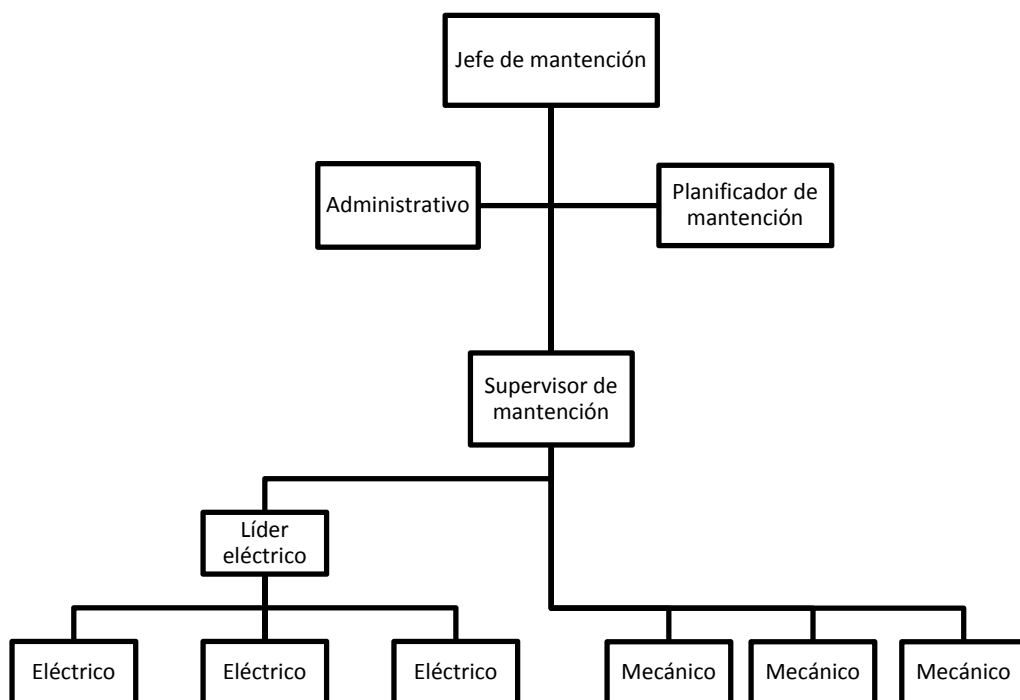 Jefe de mantención
Administrativo
Planificador de
mantención
Supervisor de
mantención
Líder
eléctrico
Eléctrico
Eléctrico
Eléctrico
Mecánico
Mecánico
Mecánico